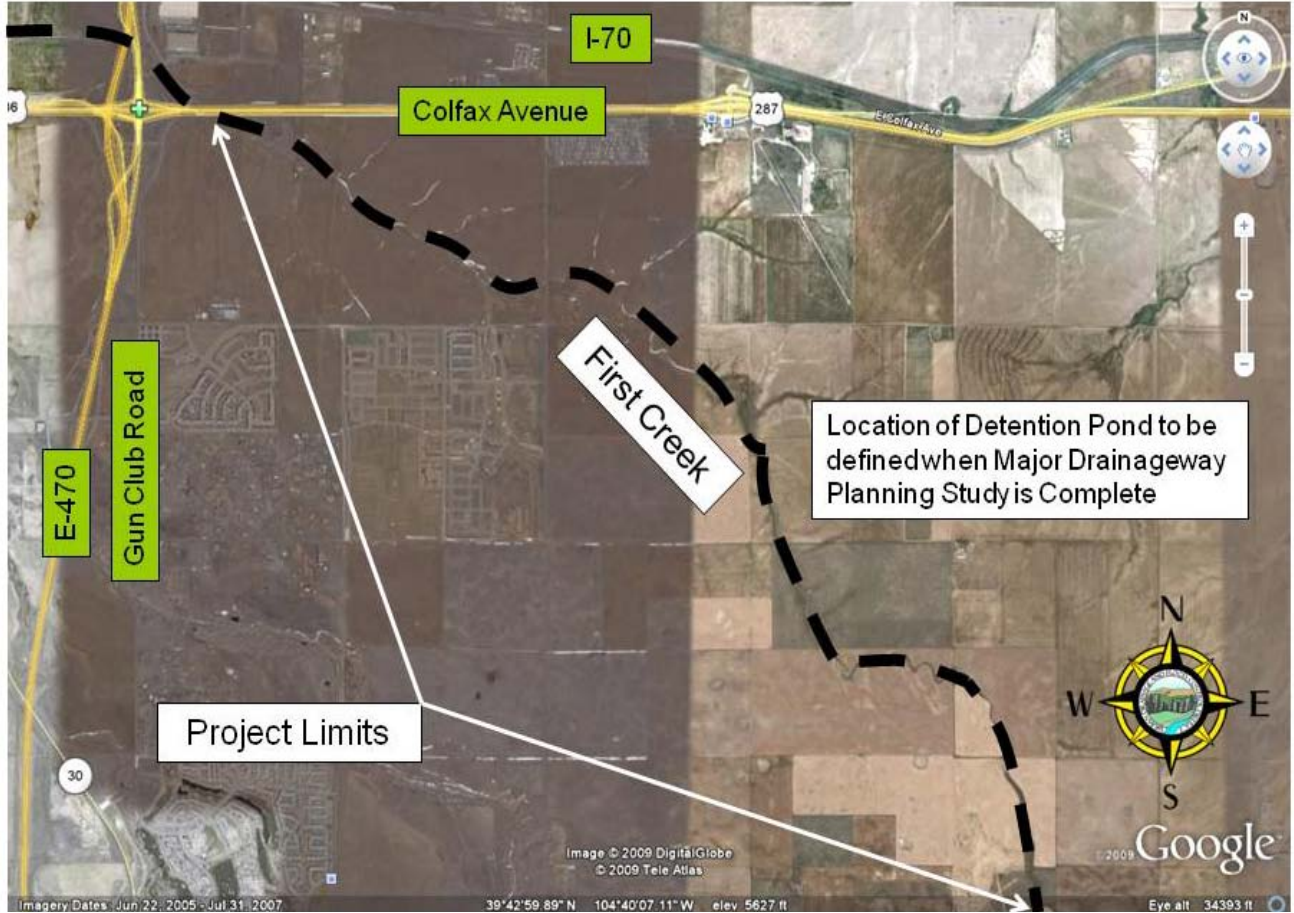 I-70
N
36
Colfax Avenue
287
E Colfax Ave
First Creek
Location of Detention Pond to be
defined when Major Drainageway
Planning Study is Complete
E-470
Gun Club Road
N
W
E
S
Project Limits
30
Image © 2009 DigitalGlobe
© 2009 Tele Atlas
©2009 Google
Imagery Dates: Jun 22, 2005 - Jul 31, 2007
39°42'59.89" N 104°40'07.11" W elev 5627 ft
Eye alt 34393 ft